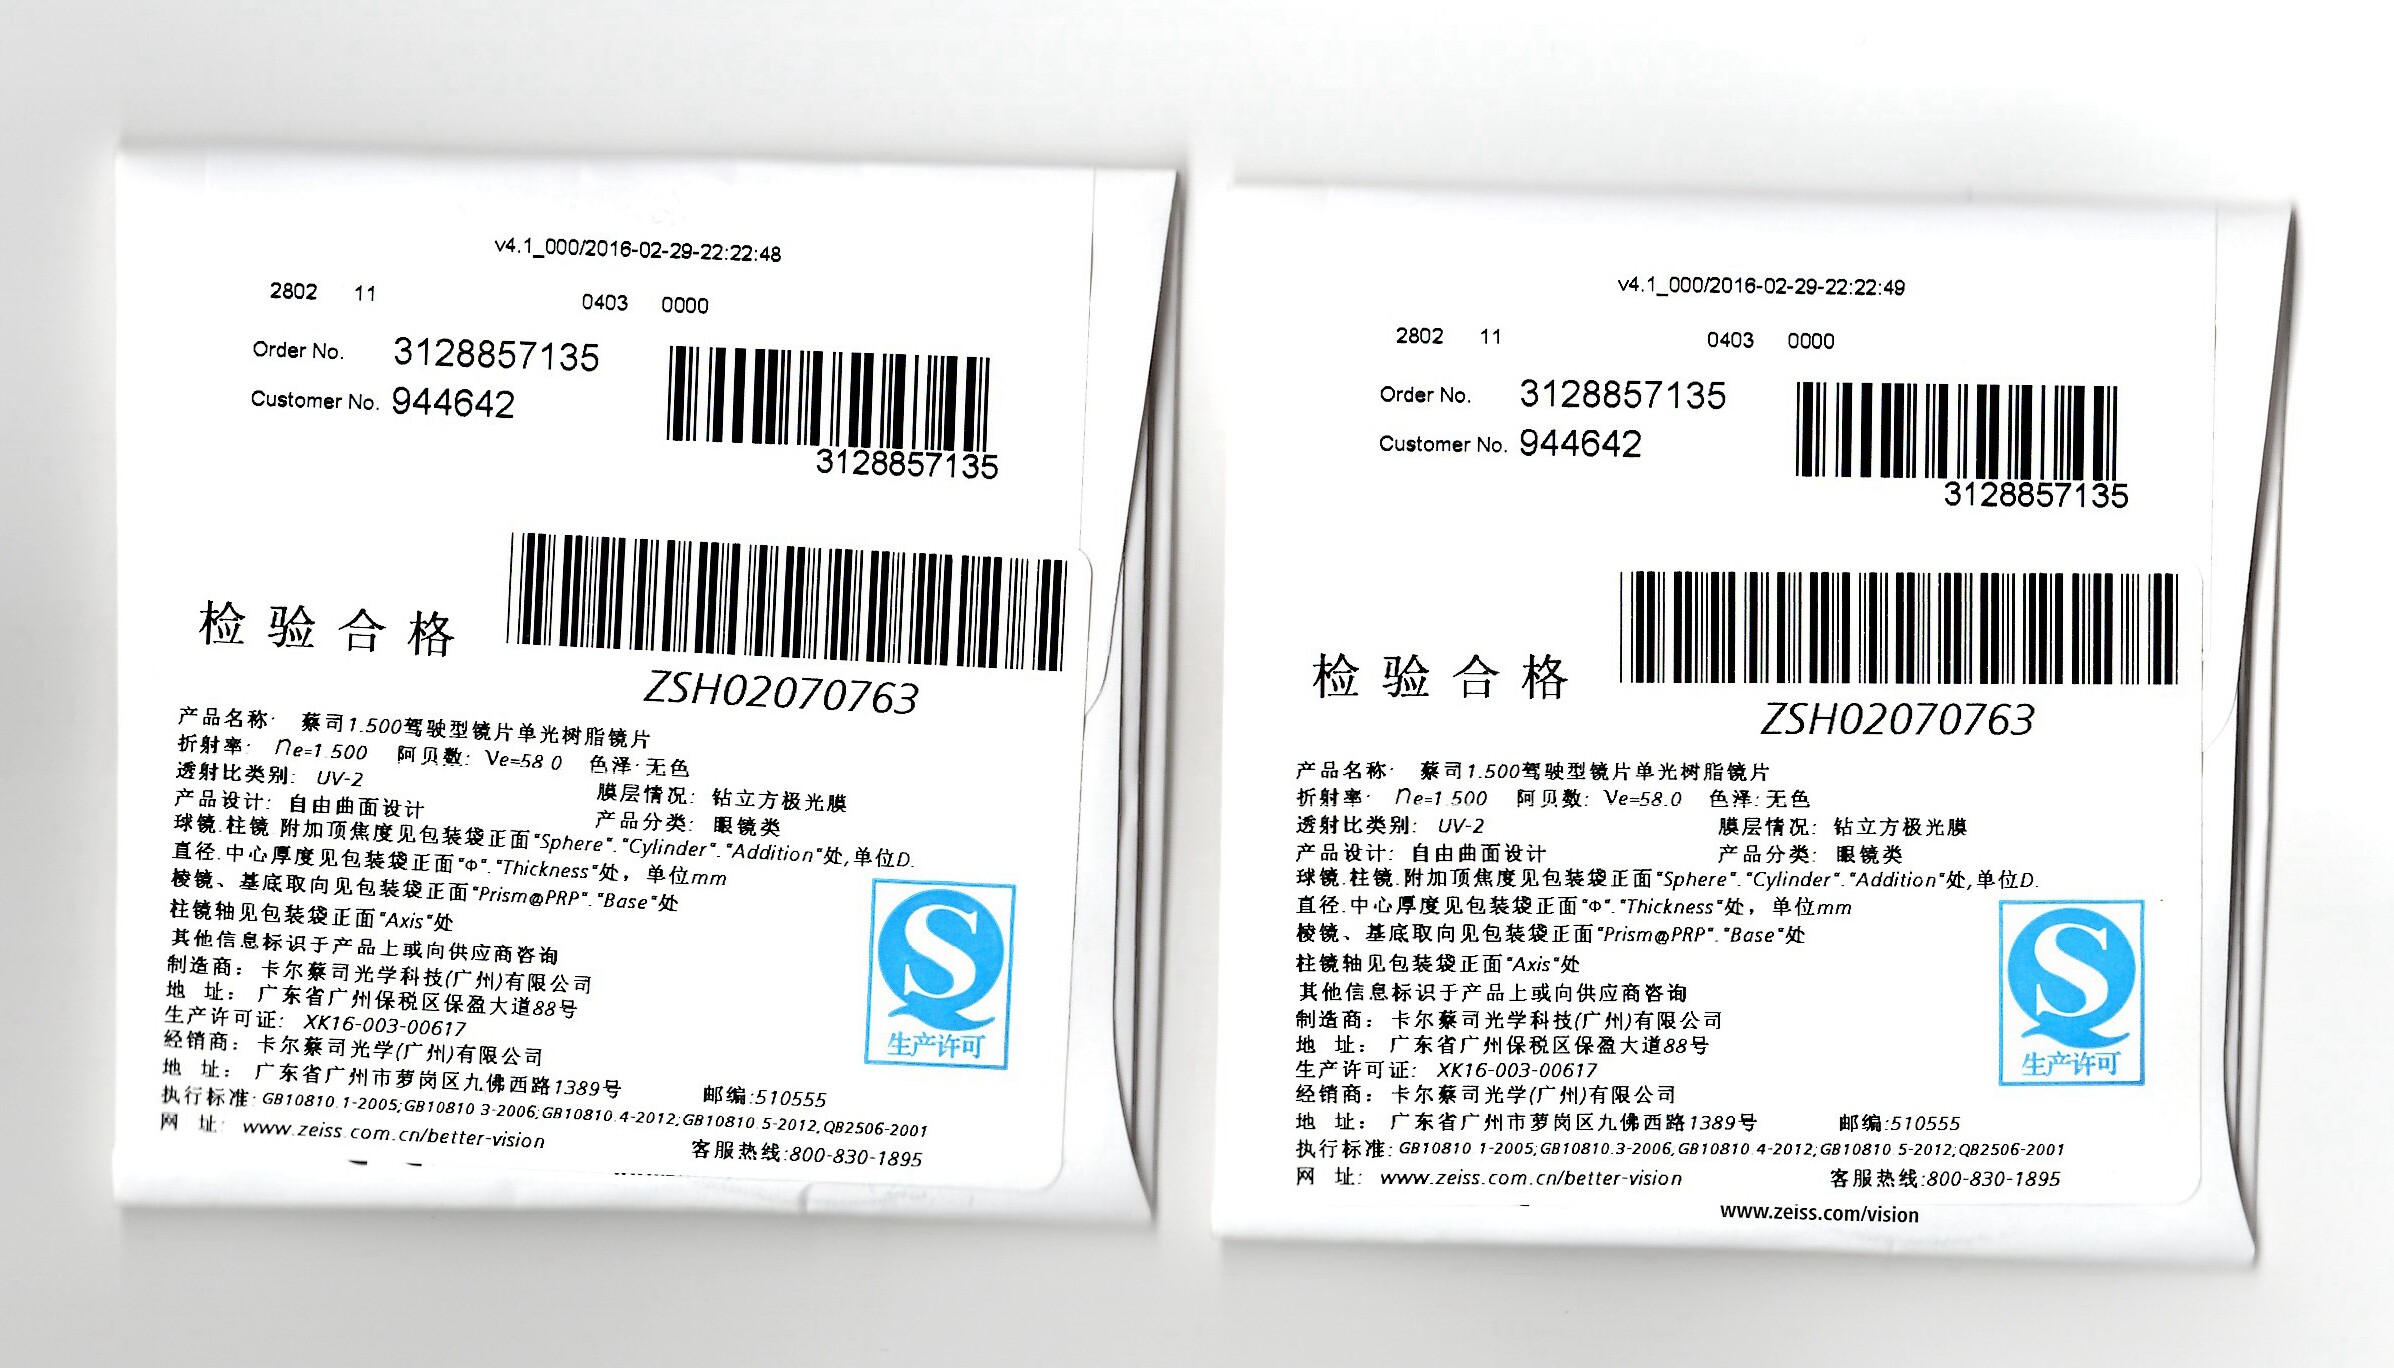 v4.1_000/2016-02-29-22:22:48
2802 11 0403 0000
Order No. 3128857135
Customer No. 944642
3128857135
检验合格
ZSH02070763
产品名称: 蔡司1.500驾驶型镜片单光树脂镜片
折射率: ne=1.500 阿贝数: Ve=58.0 色泽:无色
透射比类别: UV-2 膜层情况: 钻立方极光膜
产品设计: 自由曲面设计 产品分类: 眼镜类
球镜.柱镜.附加顶焦度见包装袋正面"Sphere"."Cylinder"."Addition"处,单位D.
直径.中心厚度见包装袋正面"Φ"."Thickness"处，单位mm
棱镜、基底取向见包装袋正面"Prism@PRP"."Base"处
柱镜轴见包装袋正面"Axis"处
其他信息标识于产品上或向供应商咨询
制造商: 卡尔蔡司光学科技(广州)有限公司
地 址: 广东省广州保税区保盈大道88号
生产许可证: XK16-003-00617
经销商: 卡尔蔡司光学(广州)有限公司
地 址: 广东省广州市萝岗区九佛西路1389号 邮编:510555
执行标准: GB10810.1-2005;GB10810.3-2006;GB10810.4-2012;GB10810.5-2012,QB2506-2001
网 址: www.zeiss.com.cn/better-vision 客服热线:800-830-1895
生产许可
v4.1_000/2016-02-29-22:22:49
2802 11 0403 0000
Order No. 3128857135
Customer No. 944642
3128857135
检验合格
ZSH02070763
产品名称: 蔡司1.500驾驶型镜片单光树脂镜片
折射率: ne=1.500 阿贝数: Ve=58.0 色泽:无色
透射比类别: UV-2 膜层情况: 钻立方极光膜
产品设计: 自由曲面设计 产品分类: 眼镜类
球镜.柱镜.附加顶焦度见包装袋正面"Sphere"."Cylinder"."Addition"处,单位D.
直径.中心厚度见包装袋正面"Φ"."Thickness"处，单位mm
棱镜、基底取向见包装袋正面"Prism@PRP"."Base"处
柱镜轴见包装袋正面"Axis"处
其他信息标识于产品上或向供应商咨询
制造商: 卡尔蔡司光学科技(广州)有限公司
地 址: 广东省广州保税区保盈大道88号
生产许可证: XK16-003-00617
经销商: 卡尔蔡司光学(广州)有限公司
地 址: 广东省广州市萝岗区九佛西路1389号 邮编:510555
执行标准: GB10810.1-2005;GB10810.3-2006,GB10810.4-2012;GB10810.5-2012;QB2506-2001
网 址: www.zeiss.com.cn/better-vision 客服热线:800-830-1895
生产许可
www.zeiss.com/vision